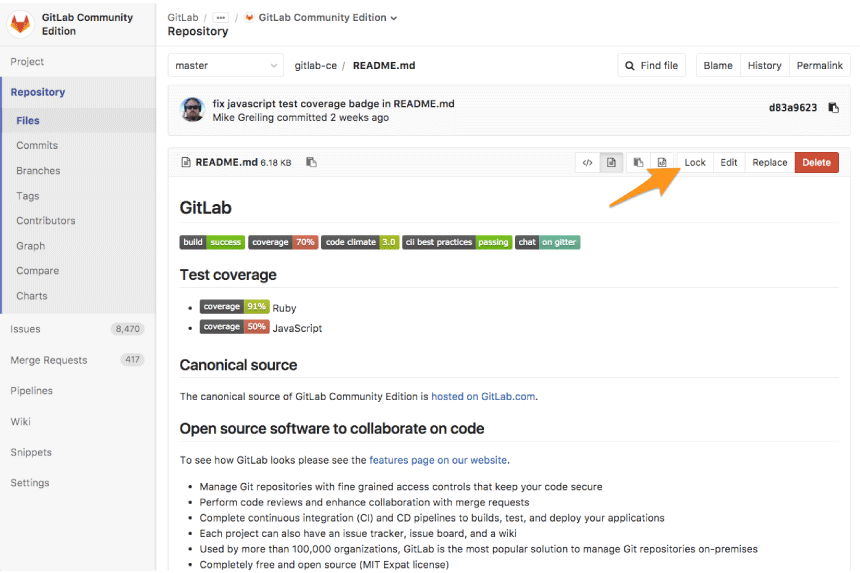 GitLab Community
Edition
GitLab / ... / GitLab Community Edition
Repository
Project
Repository
Files
Commits
Branches
Tags
Contributors
Graph
Compare
Charts
Issues 8,470
Merge Requests 417
Pipelines
Wiki
Snippets
Settings
master gitlab-ce / README.md Find file Blame History Permalink
fix javascript test coverage badge in README.md
Mike Greiling committed 2 weeks ago
d83a9623
README.md 6.18 KB </> Lock Edit Replace Delete
GitLab
build success coverage 70% code climate 3.0 cii best practices passing chat on gitter
Test coverage
• coverage 91% Ruby
• coverage 50% JavaScript
Canonical source
The canonical source of GitLab Community Edition is hosted on GitLab.com.
Open source software to collaborate on code
To see how GitLab looks please see the features page on our website.
• Manage Git repositories with fine grained access controls that keep your code secure
• Perform code reviews and enhance collaboration with merge requests
• Complete continuous integration (CI) and CD pipelines to builds, test, and deploy your applications
• Each project can also have an issue tracker, issue board, and a wiki
• Used by more than 100,000 organizations, GitLab is the most popular solution to manage Git repositories on-premises
• Completely free and open source (MIT Expat license)